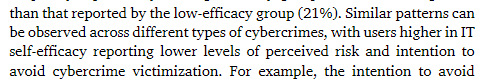 than that reported by the low-efficacy group (21%). Similar patterns can
be observed across different types of cybercrimes, with users higher in IT
self-efficacy reporting lower levels of perceived risk and intention to
avoid cybercrime victimization. For example, the intention to avoid